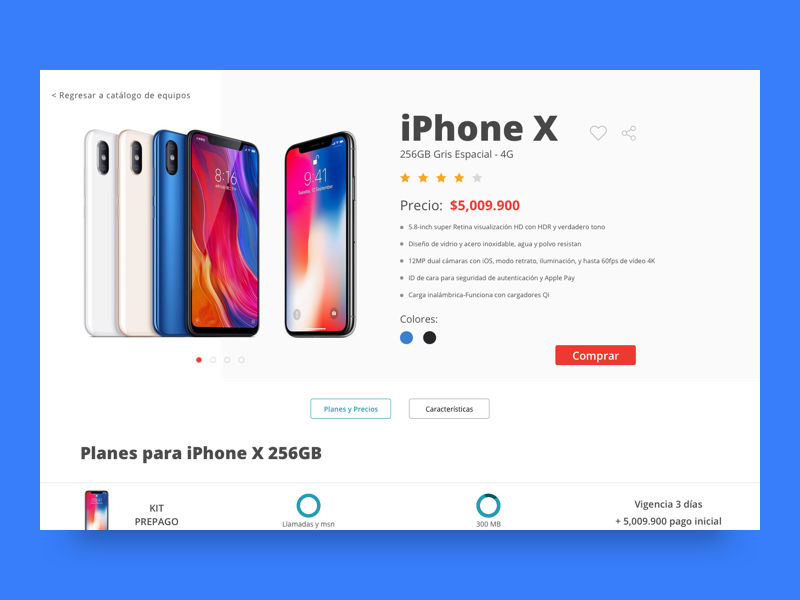 < Regresar a catálogo de equipos
iPhone X
256GB Gris Espacial - 4G
Precio: $5,009.900
5.8-inch super Retina visualización HD con HDR y verdadero tono
Diseño de vidrio y acero inoxidable, agua y polvo resistan
12MP dual cámaras con iOS, modo retrato, iluminación, y hasta 60fps de vídeo 4K
ID de cara para seguridad de autenticación y Apple Pay
Carga inalámbrica-Funciona con cargadores Qi
Colores:
Comprar
8:16
9:41
Tuesday, 12 September
Planes y Precios
Características
Planes para iPhone X 256GB
KIT
PREPAGO
Llamadas y msn
300 MB
Vigencia 3 días
+ 5,009.900 pago inicial